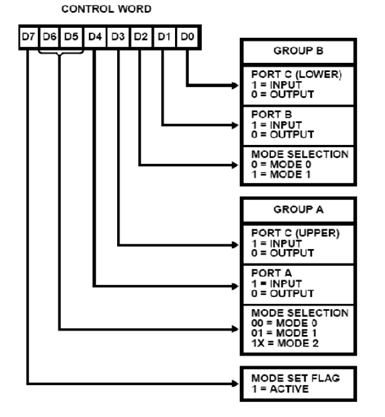 CONTROL WORD
D7 D6 D5 D4 D3 D2 D1 D0
GROUP B
PORT C (LOWER)
1 = INPUT
0 = OUTPUT
PORT B
1 = INPUT
0 = OUTPUT
MODE SELECTION
0 = MODE 0
1 = MODE 1
GROUP A
PORT C (UPPER)
1 = INPUT
0 = OUTPUT
PORT A
1 = INPUT
0 = OUTPUT
MODE SELECTION
00 = MODE 0
01 = MODE 1
1X = MODE 2
MODE SET FLAG
1 = ACTIVE